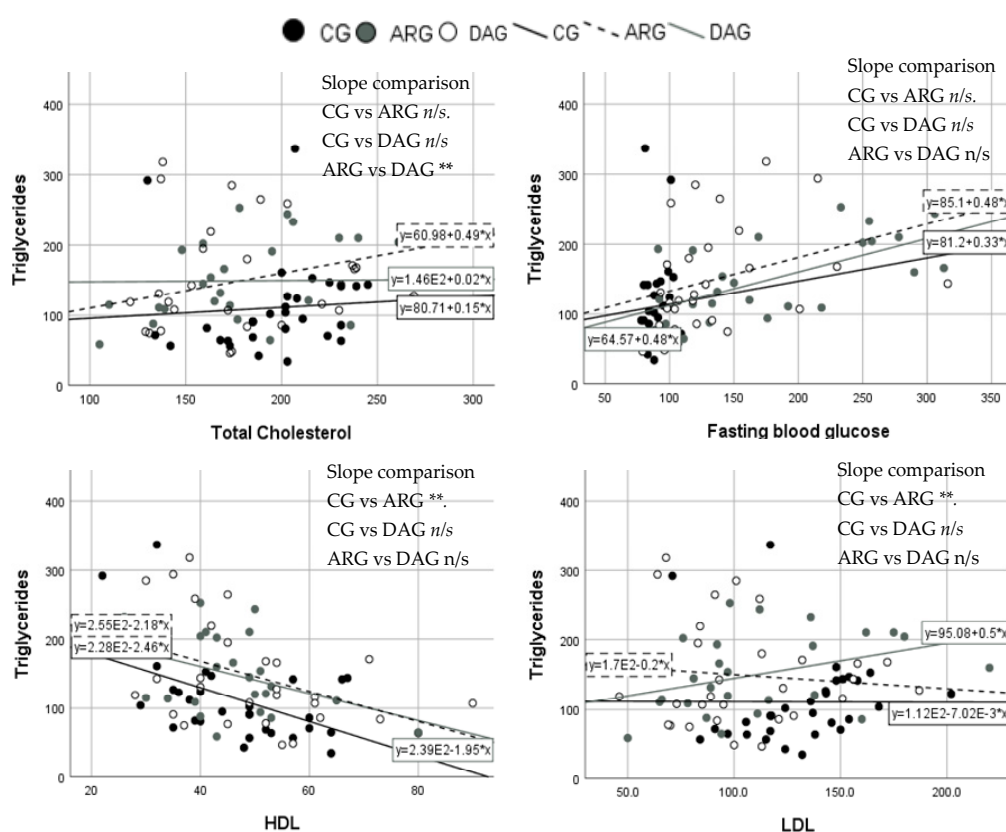 CG ARG DAG CG ARG DAG
Slope comparison
CG vs ARG n/s.
CG vs DAG n/s
ARG vs DAG **
Triglycerides
400
300
200
100
0
y=60.98+0.49*x
y=1.46E2+0.02*x
y=80.71+0.15*x
100 150 200 250 300
Total Cholesterol
Slope comparison
CG vs ARG n/s.
CG vs DAG n/s
ARG vs DAG n/s
Triglycerides
400
300
200
100
0
y=85.1+0.48*x
y=81.2+0.33*x
y=64.57+0.48*x
50 100 150 200 250 300 350
Fasting blood glucose
Slope comparison
CG vs ARG **.
CG vs DAG n/s
ARG vs DAG n/s
Triglycerides
400
300
200
100
0
y=2.55E2-2.18*x
y=2.28E2-2.46*x
y=2.39E2-1.95*x
20 40 60 80
HDL
Slope comparison
CG vs ARG **.
CG vs DAG n/s
ARG vs DAG n/s
Triglycerides
400
300
200
100
0
y=95.08+0.5*x
y=1.7E2-0.2*x
y=1.12E2-7.02E-3*x
50.0 100.0 150.0 200.0
LDL